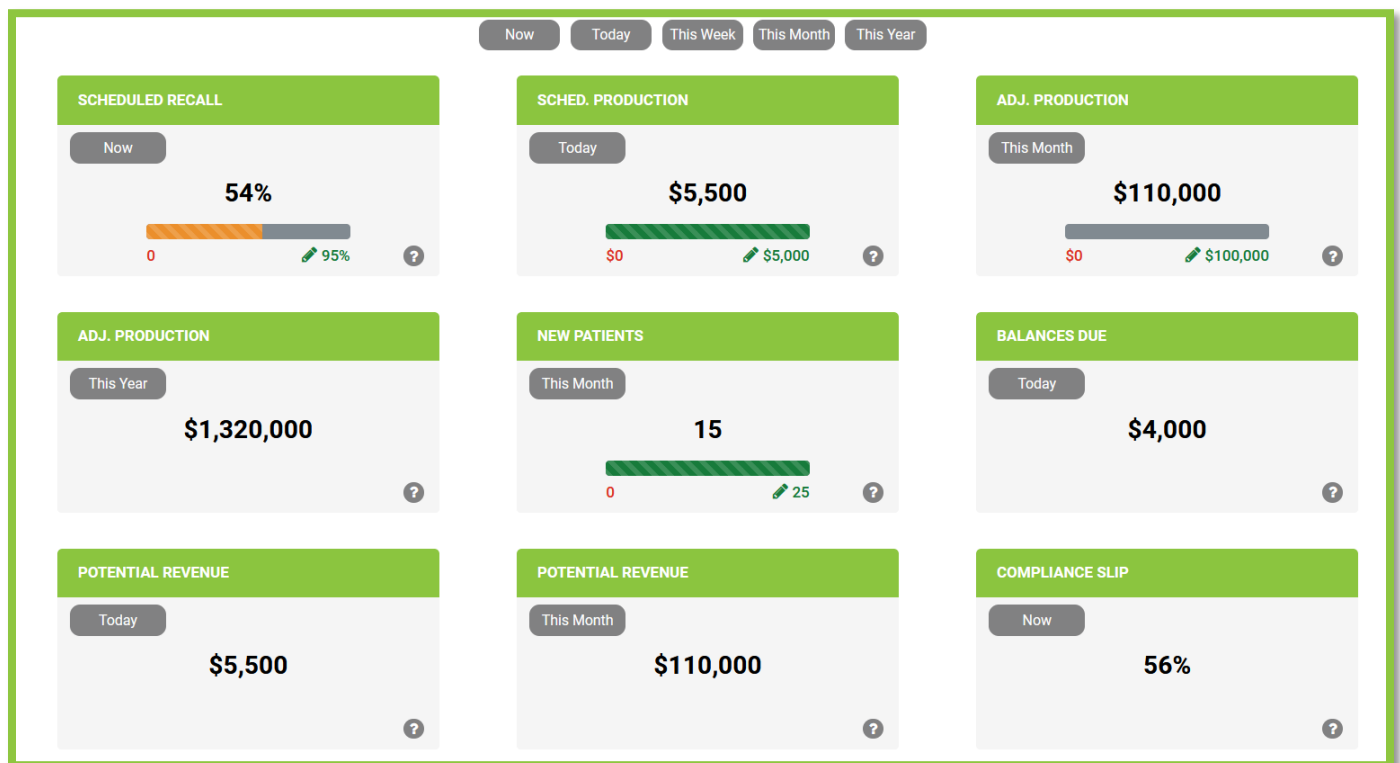 Now Today This Week This Month This Year
SCHEDULED RECALL
Now
54%
0 95%
?
SCHED. PRODUCTION
Today
$5,500
$0 $5,000
?
ADJ. PRODUCTION
This Month
$110,000
$0 $100,000
?
ADJ. PRODUCTION
This Year
$1,320,000
?
NEW PATIENTS
This Month
15
0 25
?
BALANCES DUE
Today
$4,000
?
POTENTIAL REVENUE
Today
$5,500
?
POTENTIAL REVENUE
This Month
$110,000
?
COMPLIANCE SLIP
Now
56%
?